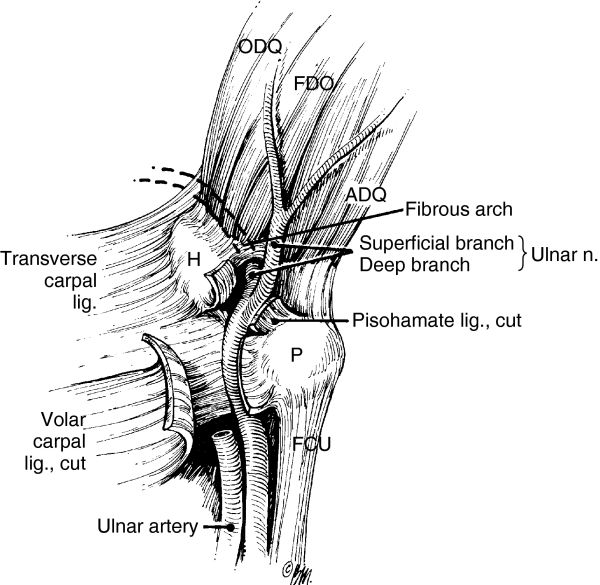 ODQ
FDO
ADQ
Fibrous arch
Superficial branch
Deep branch
Ulnar n.
H
Transverse
carpal
lig.
Pisohamate lig., cut
P
Volar
carpal
lig., cut
FCU
Ulnar artery
©